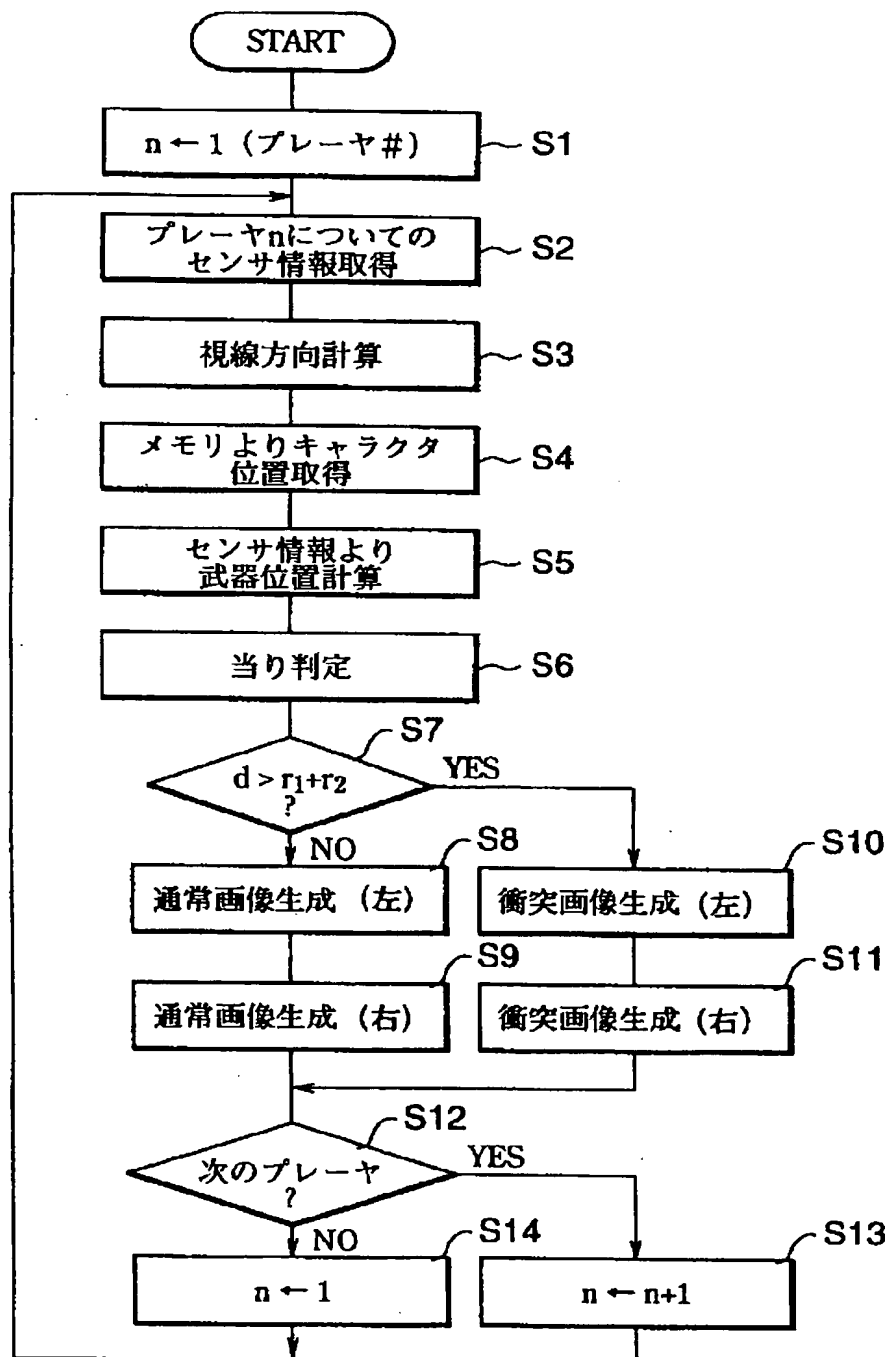 START
n ← 1 (プレーヤ#)
S1
プレーヤnについての
センサ情報取得
S2
視線方向計算
S3
メモリよりキャラクタ
位置取得
S4
センサ情報より
武器位置計算
S5
当り判定
S6
S7
d > r1+r2
?
YES
NO
S8
通常画像生成 (左)
S10
衝突画像生成 (左)
S9
通常画像生成 (右)
S11
衝突画像生成 (右)
S12
次のプレーヤ
?
YES
NO
S14
n ← 1
S13
n ← n+1